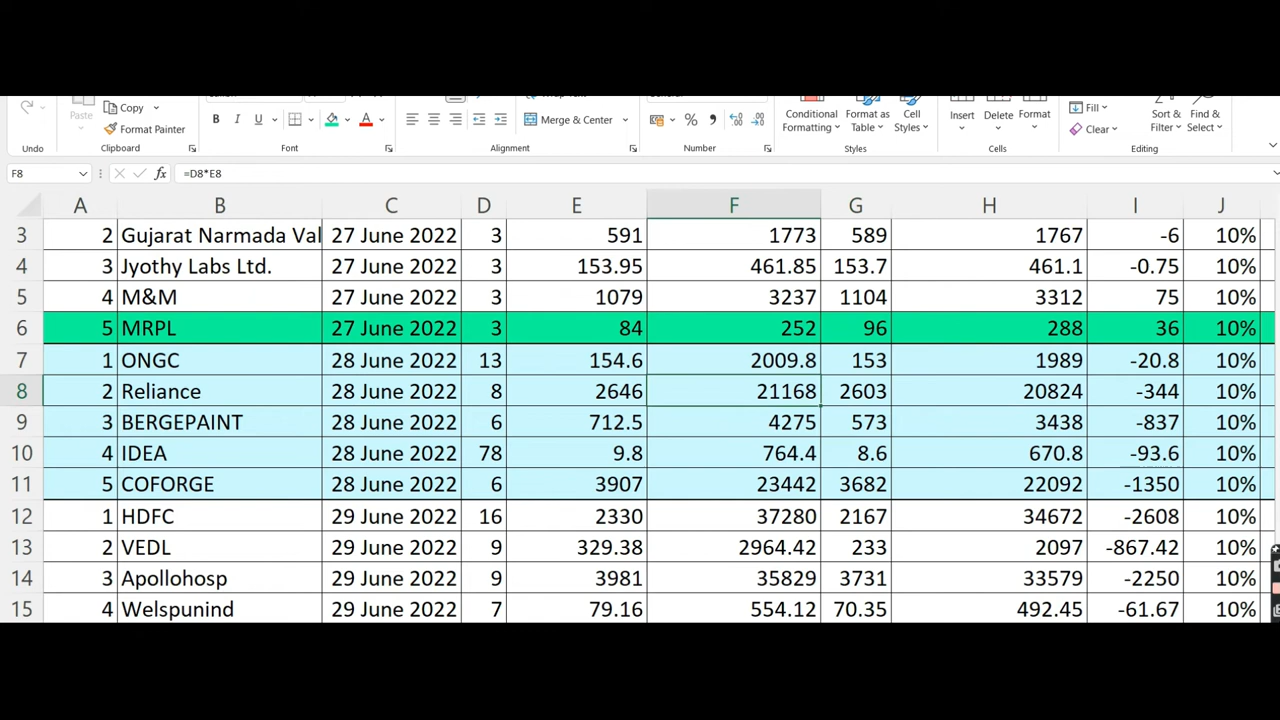 Copy
Wrap Text
Conditional Formatting
Format as Table
Cell Styles
Insert
Delete
Format
Fill
Sort & Filter
Find & Select
Paste
Format Painter
B I U
A
Merge & Center
%
Clear
Undo
Clipboard
Font
Alignment
Number
Styles
Cells
Editing
F8 fx =D8*E8
A B C D E F G H I J
3 2 Gujarat Narmada Val 27 June 2022 3 591 1773 589 1767 -6 10%
4 3 Jyothy Labs Ltd. 27 June 2022 3 153.95 461.85 153.7 461.1 -0.75 10%
5 4 M&M 27 June 2022 3 1079 3237 1104 3312 75 10%
6 5 MRPL 27 June 2022 3 84 252 96 288 36 10%
7 1 ONGC 28 June 2022 13 154.6 2009.8 153 1989 -20.8 10%
8 2 Reliance 28 June 2022 8 2646 21168 2603 20824 -344 10%
9 3 BERGEPAINT 28 June 2022 6 712.5 4275 573 3438 -837 10%
10 4 IDEA 28 June 2022 78 9.8 764.4 8.6 670.8 -93.6 10%
11 5 COFORGE 28 June 2022 6 3907 23442 3682 22092 -1350 10%
12 1 HDFC 29 June 2022 16 2330 37280 2167 34672 -2608 10%
13 2 VEDL 29 June 2022 9 329.38 2964.42 233 2097 -867.42 10%
14 3 Apollohosp 29 June 2022 9 3981 35829 3731 33579 -2250 10%
15 4 Welspunind 29 June 2022 7 79.16 554.12 70.35 492.45 -61.67 10%